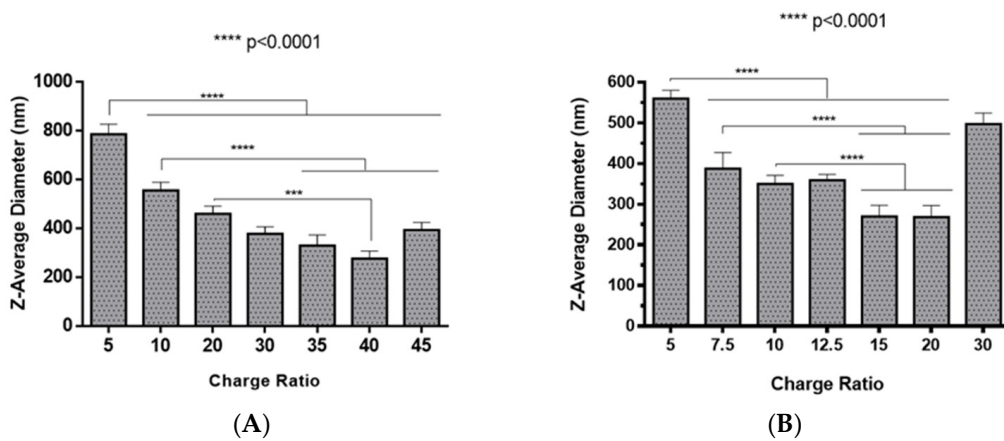 **** p<0.0001
1000
800
600
400
200
0
Z-Average Diameter (nm)
****
****
***
5 10 20 30 35 40 45
Charge Ratio
(A)
**** p<0.0001
600
500
400
300
200
100
0
Z-Average Diameter (nm)
****
****
****
5 7.5 10 12.5 15 20 30
Charge Ratio
(B)